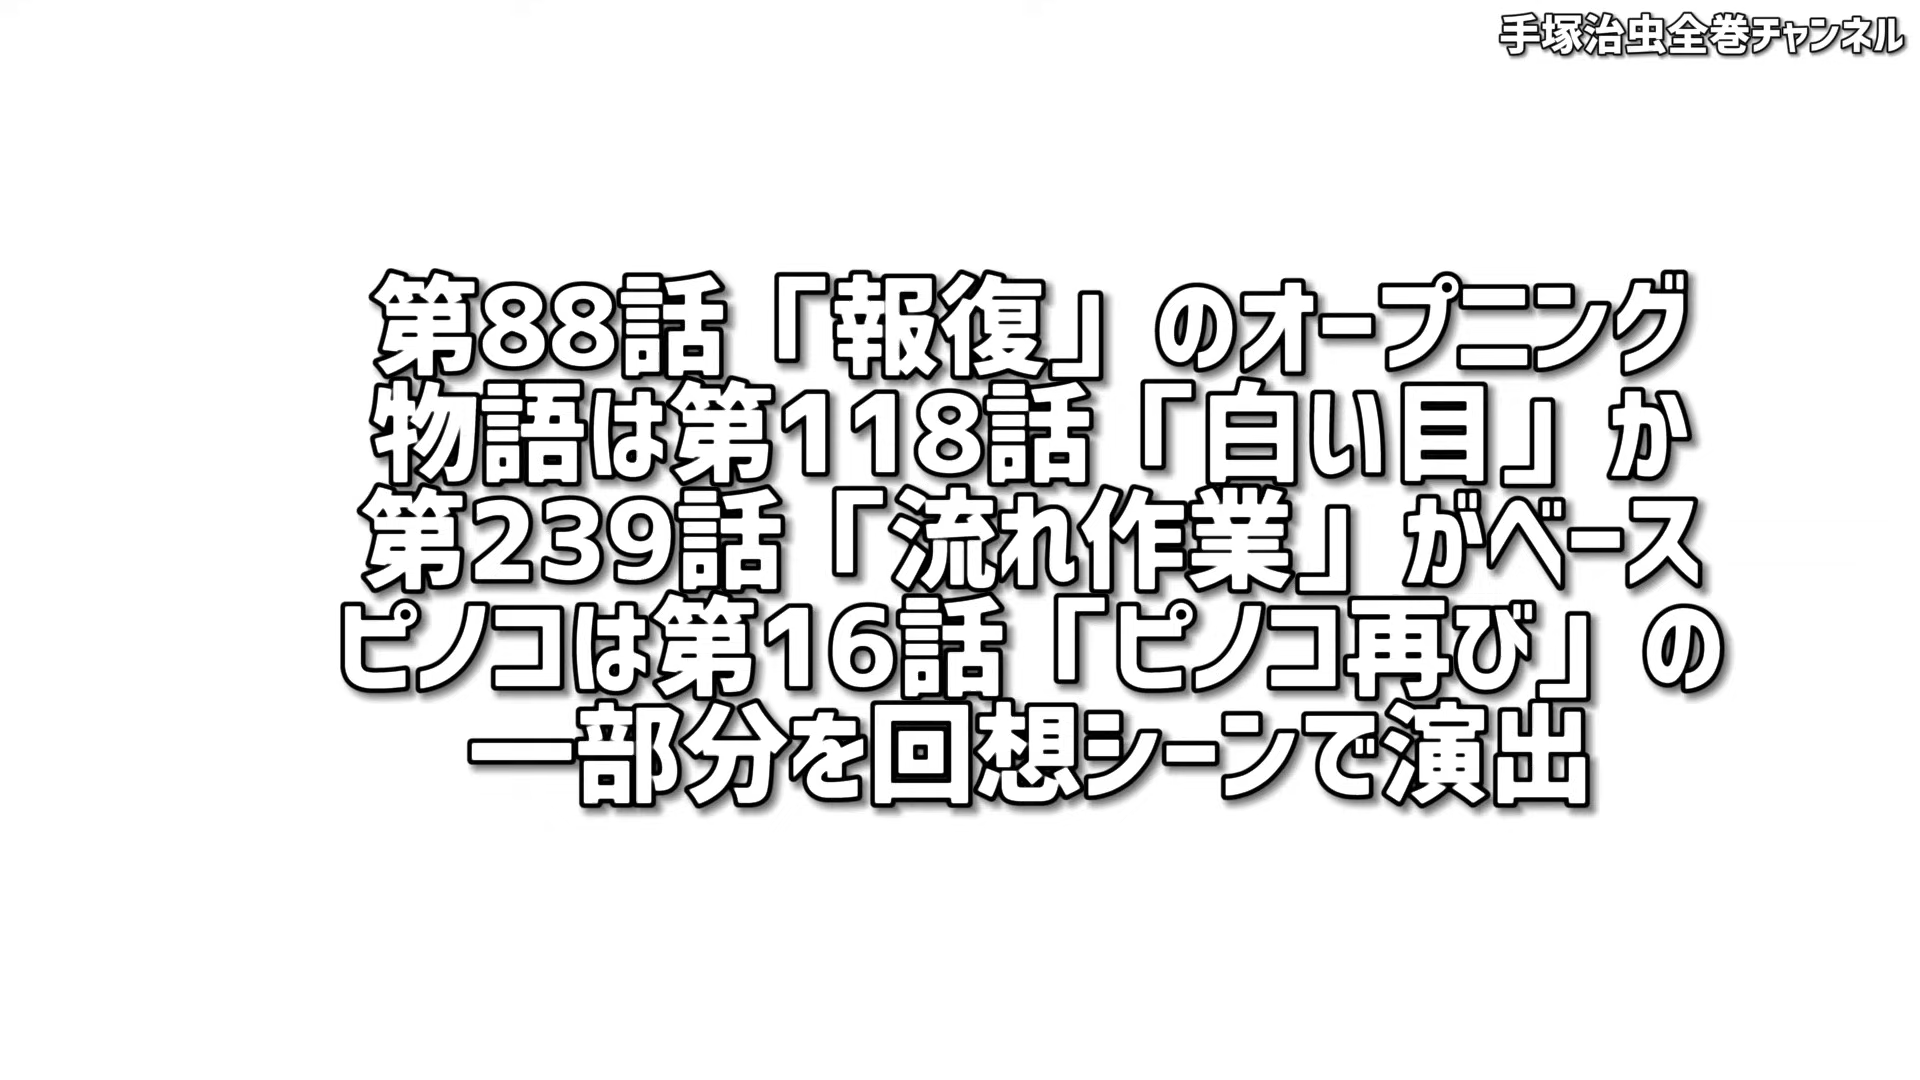 手塚治虫全巻チャンネル
第88話「報復」のオープニング
物語は第118話「白い目」か
第239話「流れ作業」がベース
ピノコは第16話「ピノコ再び」の
一部分を回想シーンで演出